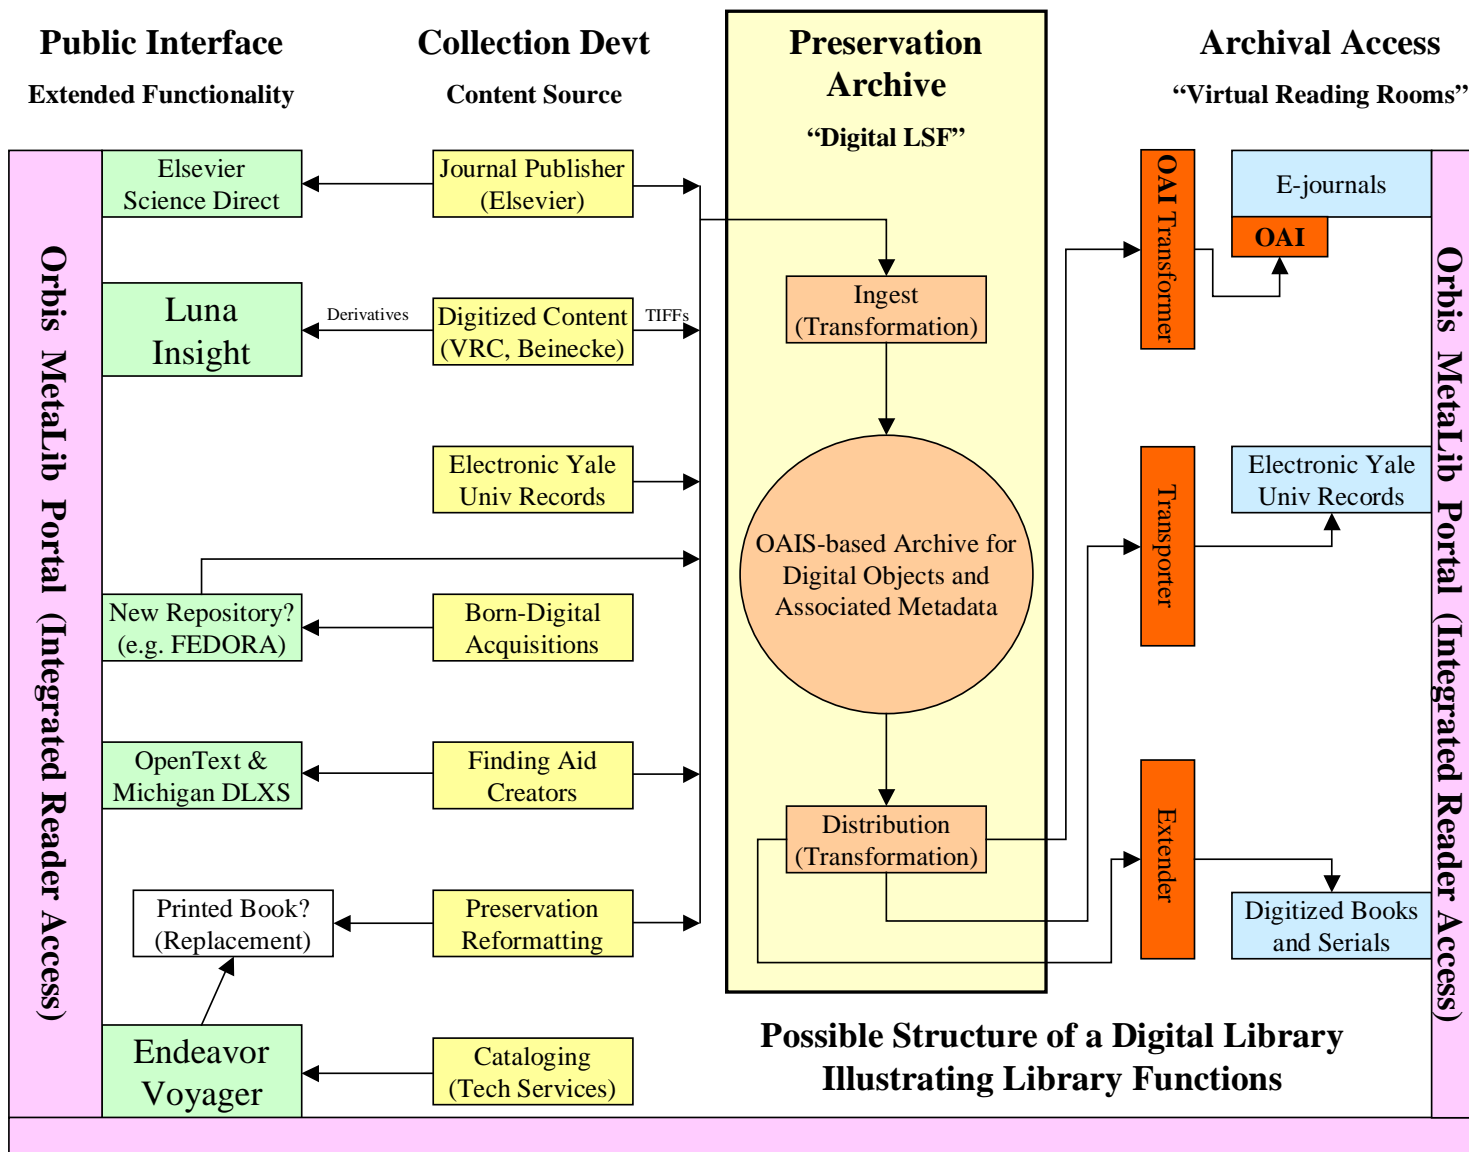 Public Interface
Extended Functionality
Collection Devt
Content Source
Preservation
Archive
“Digital LSF”
Archival Access
“Virtual Reading Rooms”
Orbis MetaLib Portal (Integrated Reader Access)
Elsevier
Science Direct
Luna
Insight
New Repository?
(e.g. FEDORA)
OpenText &
Michigan DLXS
Printed Book?
(Replacement)
Endeavor
Voyager
Derivatives
Journal Publisher
(Elsevier)
Digitized Content
(VRC, Beinecke)
TIFFs
Electronic Yale
Univ Records
Born-Digital
Acquisitions
Finding Aid
Creators
Preservation
Reformatting
Cataloging
(Tech Services)
Ingest
(Transformation)
OAIS-based Archive for
Digital Objects and
Associated Metadata
Distribution
(Transformation)
OAI Transformer
Transporter
Extender
E-journals
OAI
Electronic Yale
Univ Records
Digitized Books
and Serials
Orbis MetaLib Portal (Integrated Reader Access)
Possible Structure of a Digital Library
Illustrating Library Functions